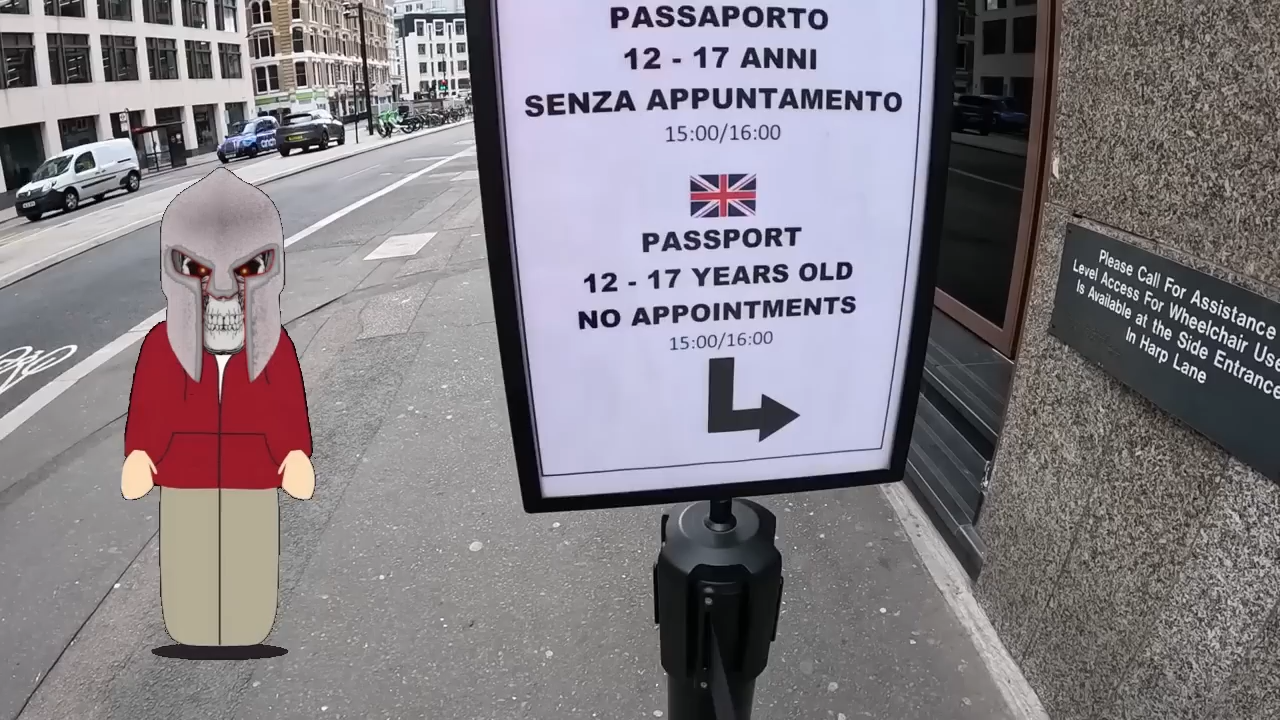 PASSAPORTO
12 - 17 ANNI
SENZA APPUNTAMENTO
15:00/16:00
PASSPORT
12 - 17 YEARS OLD
NO APPOINTMENTS
15:00/16:00
Please Call For Assistance
Level Access For Wheelchair Use
Is Available at the Side Entrance
In Harp Lane